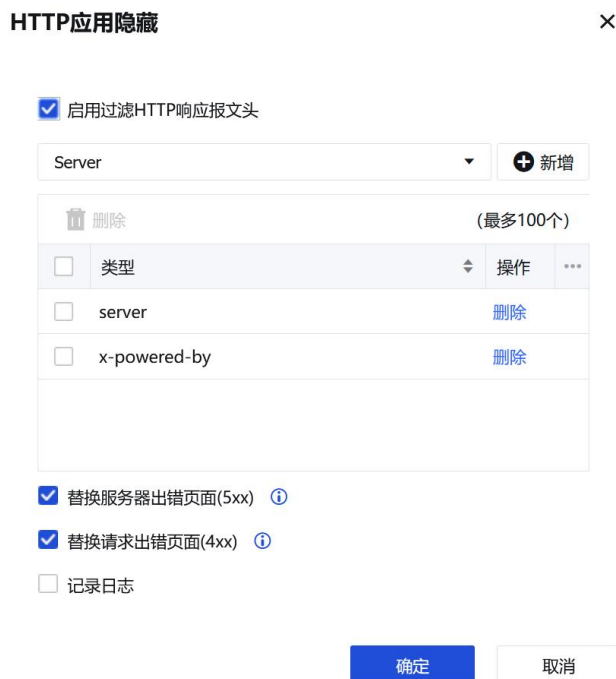 HTTP应用隐藏
启用过滤HTTP响应报文头
Server 新增
删除 (最多100个)
类型 操作
server 删除
x-powered-by 删除
替换服务器出错页面(5xx)
替换请求出错页面(4xx)
记录日志
确定 取消